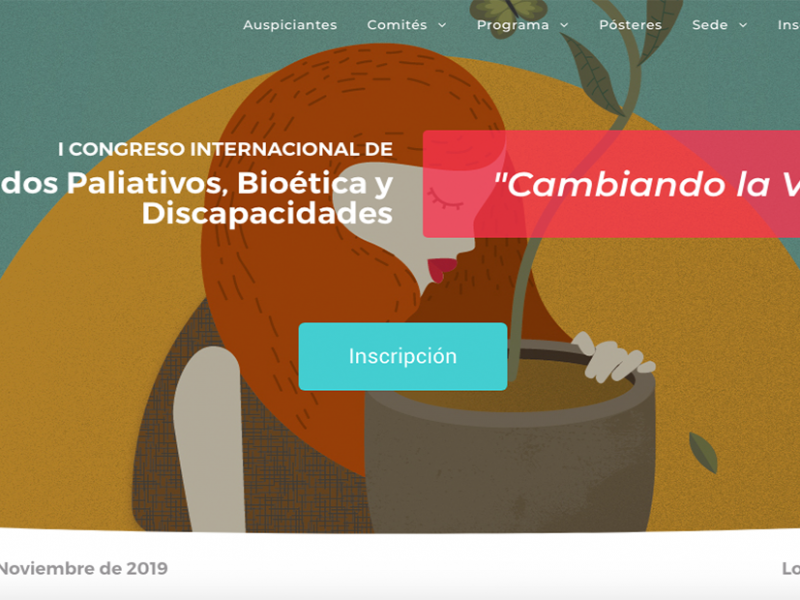 Auspiciantes Comités Programa Pósteres Sede Ins
I CONGRESO INTERNACIONAL DE
dos Paliativos, Bioética y
Discapacidades
"Cambiando la V
Inscripción
Noviembre de 2019
Lo